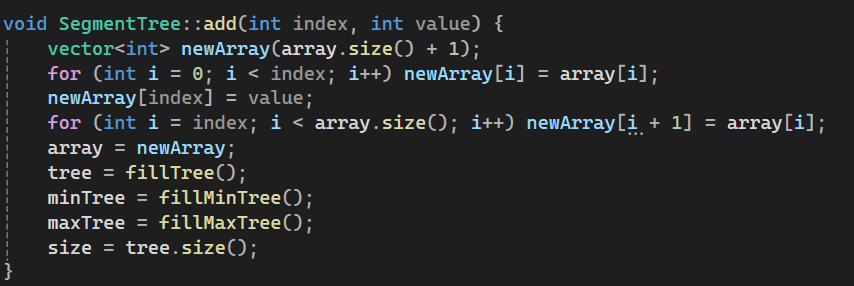 void SegmentTree::add(int index, int value) {
    vector<int> newArray(array.size() + 1);
    for (int i = 0; i < index; i++) newArray[i] = array[i];
    newArray[index] = value;
    for (int i = index; i < array.size(); i++) newArray[i + 1] = array[i];
    array = newArray;
    tree = fillTree();
    minTree = fillMinTree();
    maxTree = fillMaxTree();
    size = tree.size();
}